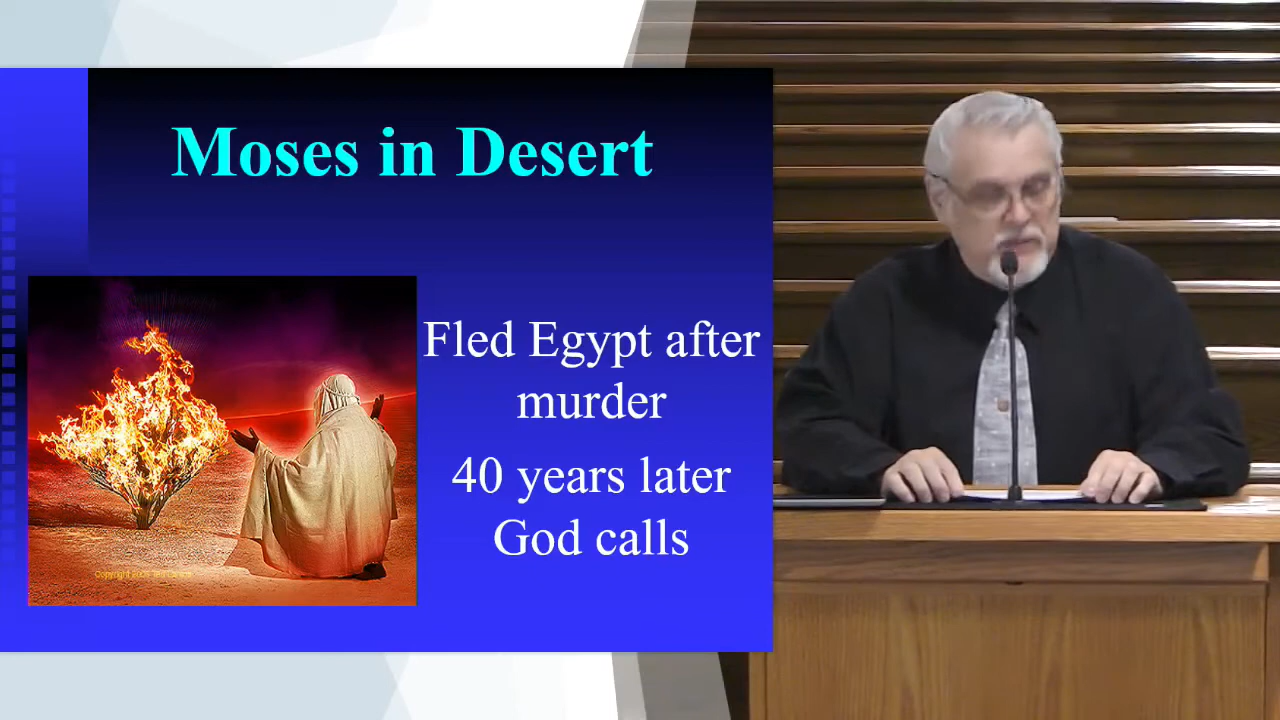 Moses in Desert
Fled Egypt after
murder
40 years later
God calls